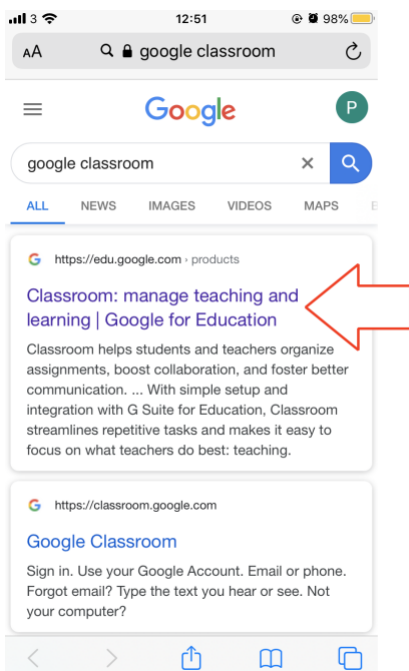 3 12:51 98%
AA google classroom
Google P
google classroom
ALL NEWS IMAGES VIDEOS MAPS
G https://edu.google.com › products
Classroom: manage teaching and
learning | Google for Education
Classroom helps students and teachers organize
assignments, boost collaboration, and foster better
communication. ... With simple setup and
integration with G Suite for Education, Classroom
streamlines repetitive tasks and makes it easy to
focus on what teachers do best: teaching.
G https://classroom.google.com
Google Classroom
Sign in. Use your Google Account. Email or phone.
Forgot email? Type the text you hear or see. Not
your computer?